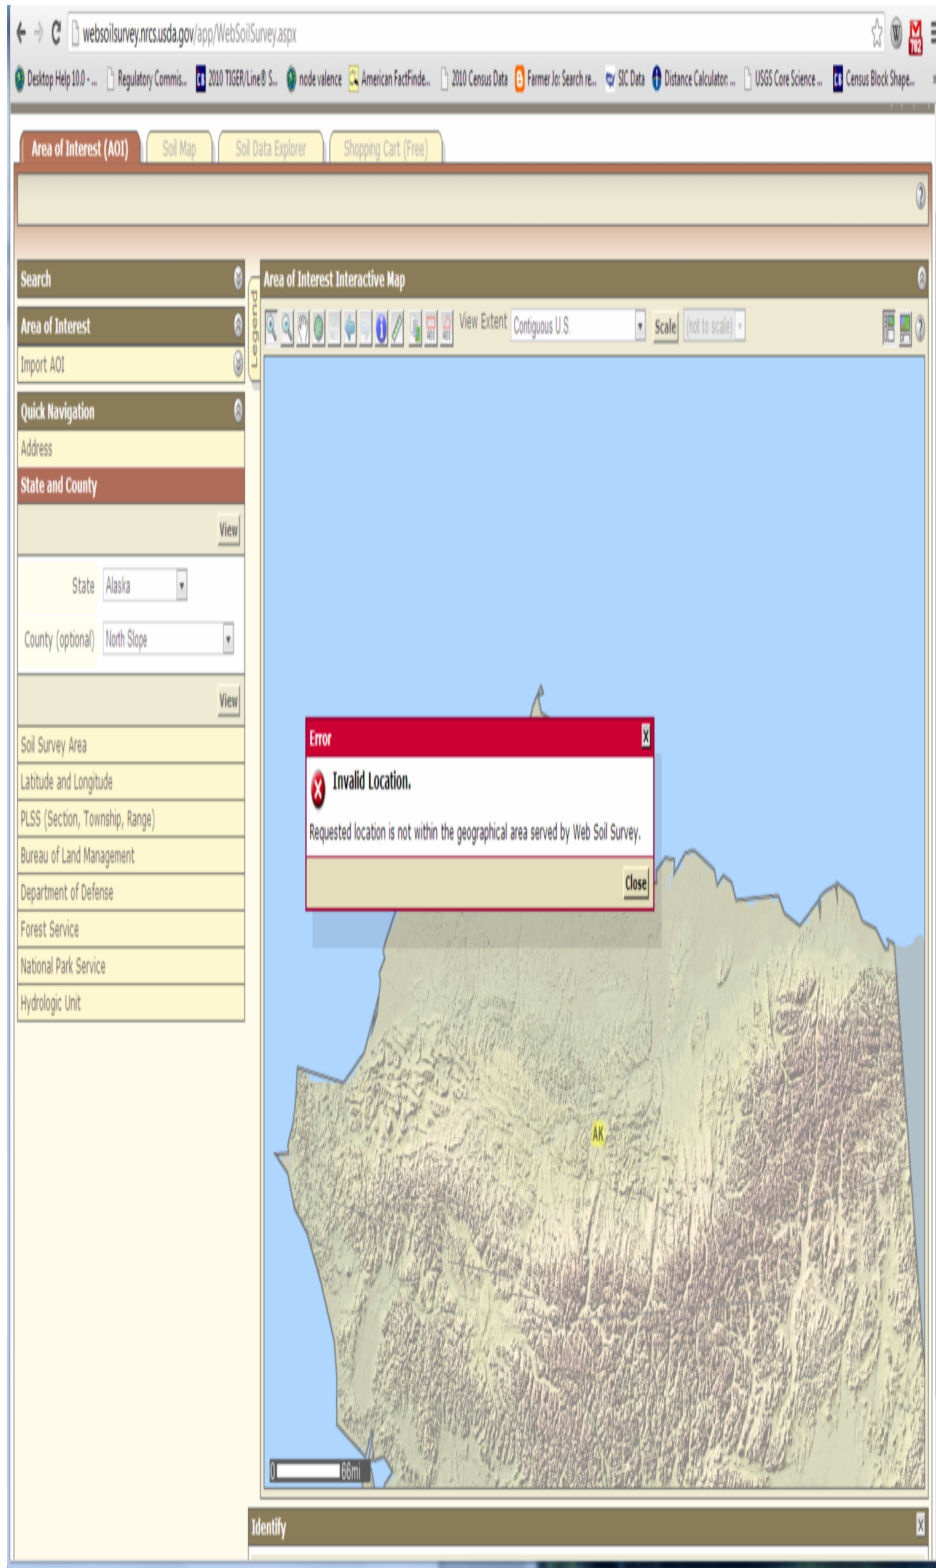 websoilsurvey.nrcs.usda.gov/app/WebSoilSurvey.aspx
Desktop Help 10.0 - ... Regulatory Commis... 2010 TIGER/Line® S... node valence American FactFinde... 2010 Census Data Farmer Jo: Search re... SIC Data Distance Calculator: ... USGS Core Science ... Census Block Shape...
Area of Interest (AOI) Soil Map Soil Data Explorer Shopping Cart (Free)
Search
Area of Interest
Import AOI
Quick Navigation
Address
State and County
View
State Alaska
County (optional) North Slope
View
Soil Survey Area
Latitude and Longitude
PLSS (Section, Township, Range)
Bureau of Land Management
Department of Defense
Forest Service
National Park Service
Hydrologic Unit
Legend
Area of Interest Interactive Map
View Extent Contiguous U.S. Scale (not to scale)
Error
Invalid Location.
Requested location is not within the geographical area served by Web Soil Survey.
Close
AK
0 66mi
Identify